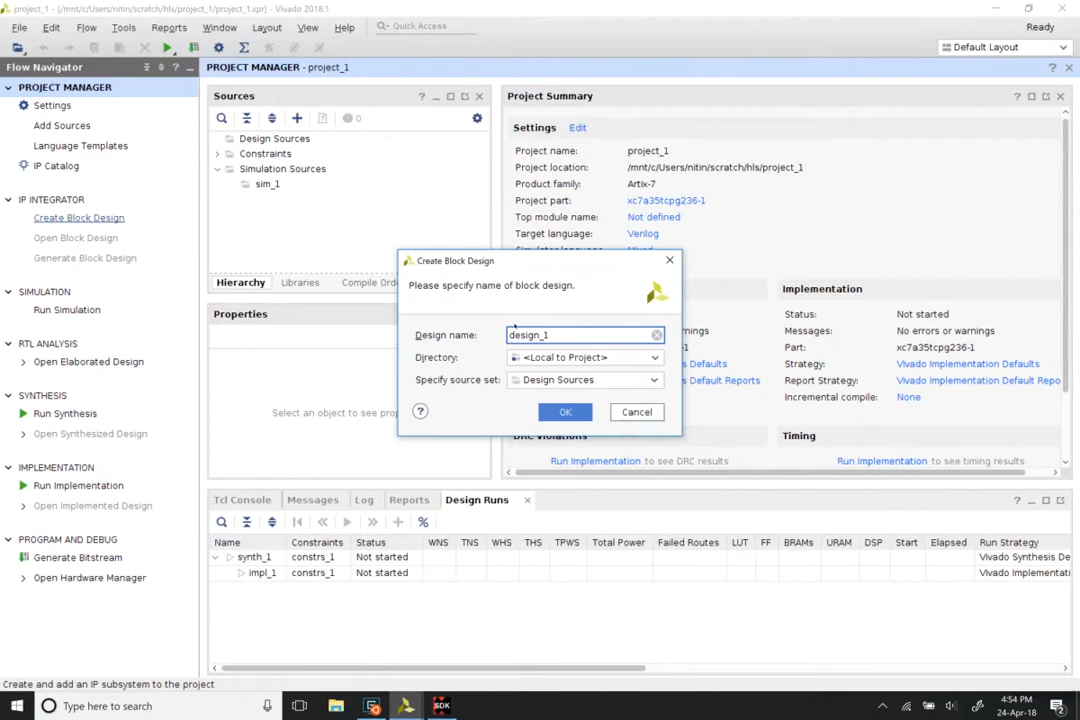 project_1 - [/mnt/c/Users/nitin/scratch/hls/project_1/project_1.xpr] - Vivado 2018.1
File Edit Flow Tools Reports Window Layout View Help Quick Access Ready
Default Layout
Flow Navigator
PROJECT MANAGER - project_1
PROJECT MANAGER
Settings
Add Sources
Language Templates
IP Catalog
IP INTEGRATOR
Create Block Design
Open Block Design
Generate Block Design
SIMULATION
Run Simulation
RTL ANALYSIS
Open Elaborated Design
SYNTHESIS
Run Synthesis
Open Synthesized Design
IMPLEMENTATION
Run Implementation
Open Implemented Design
PROGRAM AND DEBUG
Generate Bitstream
Open Hardware Manager
Sources
0
Design Sources
Constraints
Simulation Sources
sim_1
Hierarchy Libraries Compile Orde
Properties
Select an object to see prop
Project Summary
Settings Edit
Project name: project_1
Project location: /mnt/c/Users/nitin/scratch/hls/project_1
Product family: Artix-7
Project part: xc7a35tcpg236-1
Top module name: Not defined
Target language: Verilog
Create Block Design
Please specify name of block design.
Design name: design_1
Directory: <Local to Project>
Specify source set: Design Sources
OK Cancel
Implementation
Status: Not started
Messages: No errors or warnings
Part: xc7a35tcpg236-1
Strategy: Vivado Implementation Defaults
Report Strategy: Vivado Implementation Default Repo
Incremental compile: None
rnings
-1
Defaults
Default Reports
Run Implementation to see DRC results
Timing
Run Implementation to see timing results
Tcl Console Messages Log Reports Design Runs
Name Constraints Status WNS TNS WHS THS TPWS Total Power Failed Routes LUT FF BRAMs URAM DSP Start Elapsed Run Strategy
synth_1 constrs_1 Not started Vivado Synthesis De
impl_1 constrs_1 Not started Vivado Implementati
Create and add an IP subsystem to the project
Type here to search
SDK
4:54 PM
24-Apr-18
2